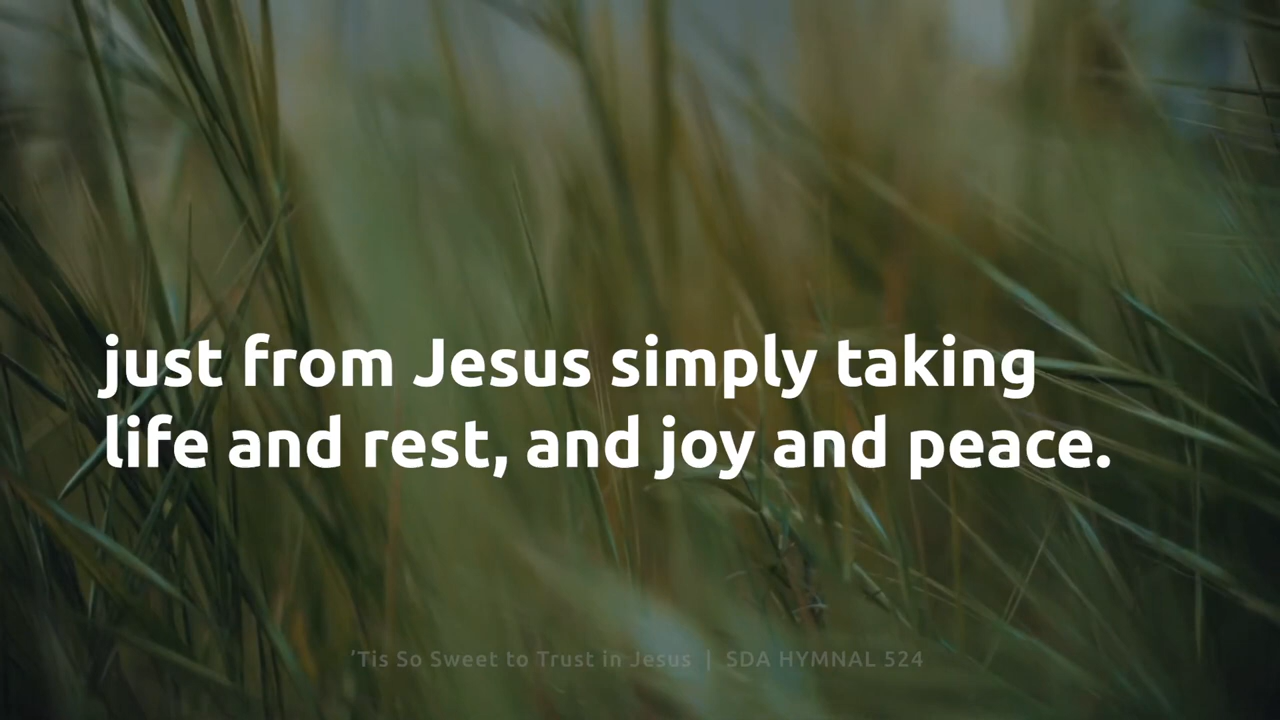 just from Jesus simply taking
life and rest, and joy and peace.
’Tis So Sweet to Trust in Jesus | SDA HYMNAL 524